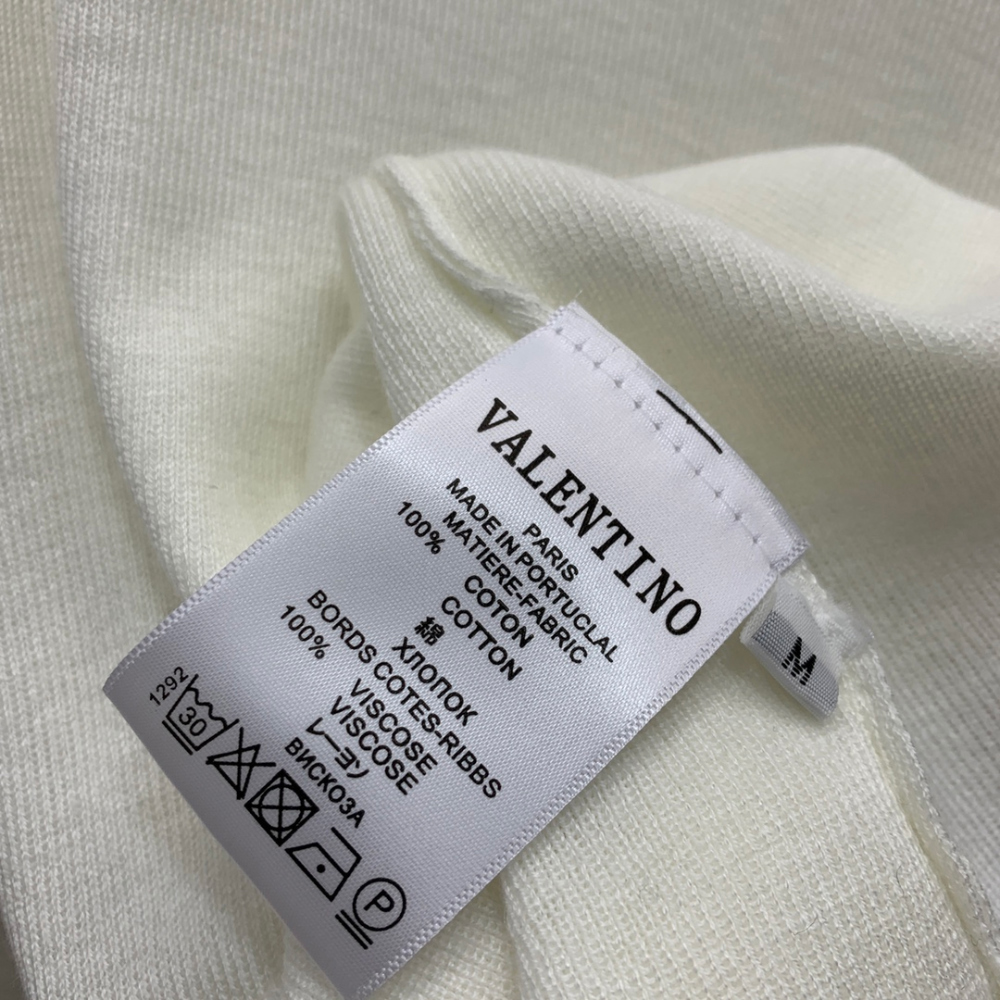 VALENTINO
PARIS
MADE IN PORTUCLAL
MATIERE-FABRIC
100% COTON
COTTON
綿
ХЛОПОК
BORDS COTES-RIBBS
100% VISCOSE
VISCOSE
レーヨン
ВИСКОЗА
1292
30
P
M